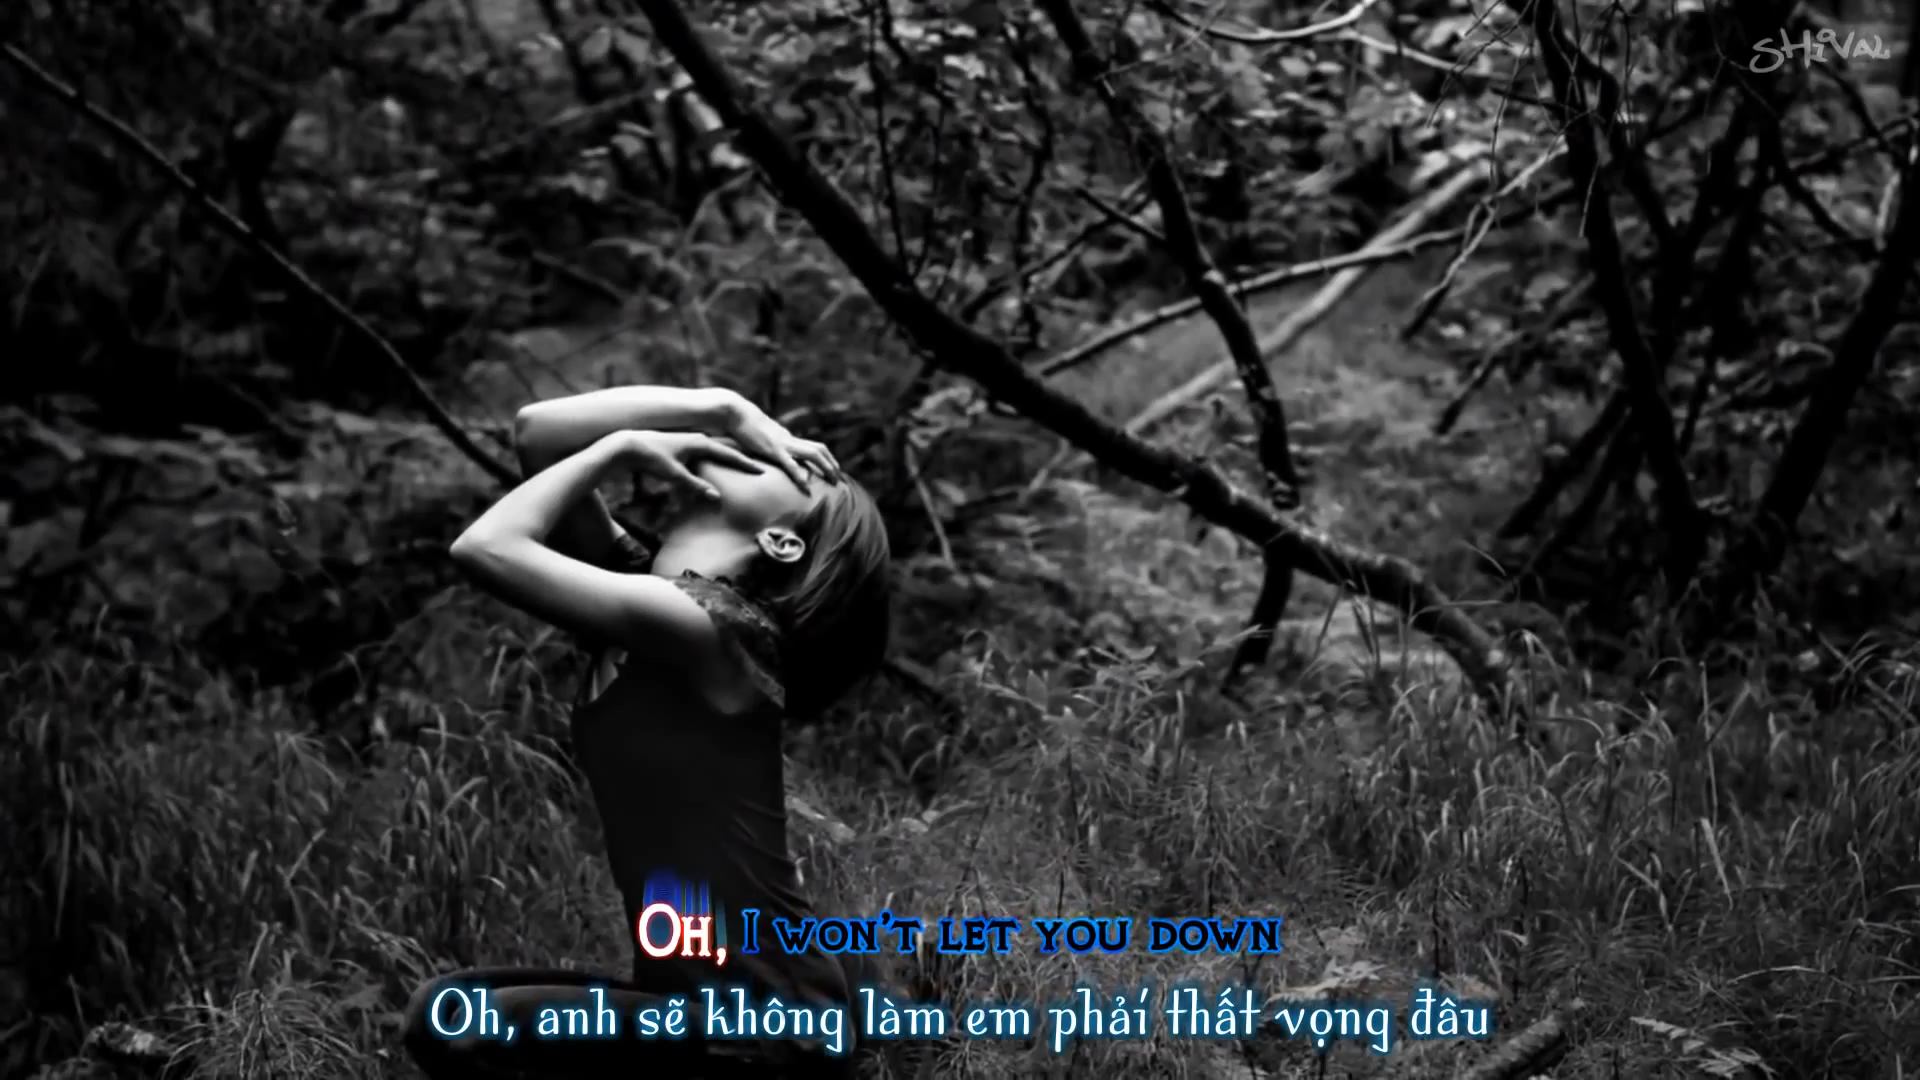 SHiVAL
Oh, I won't let you down
Oh, anh sẽ không làm em phải thất vọng đâu